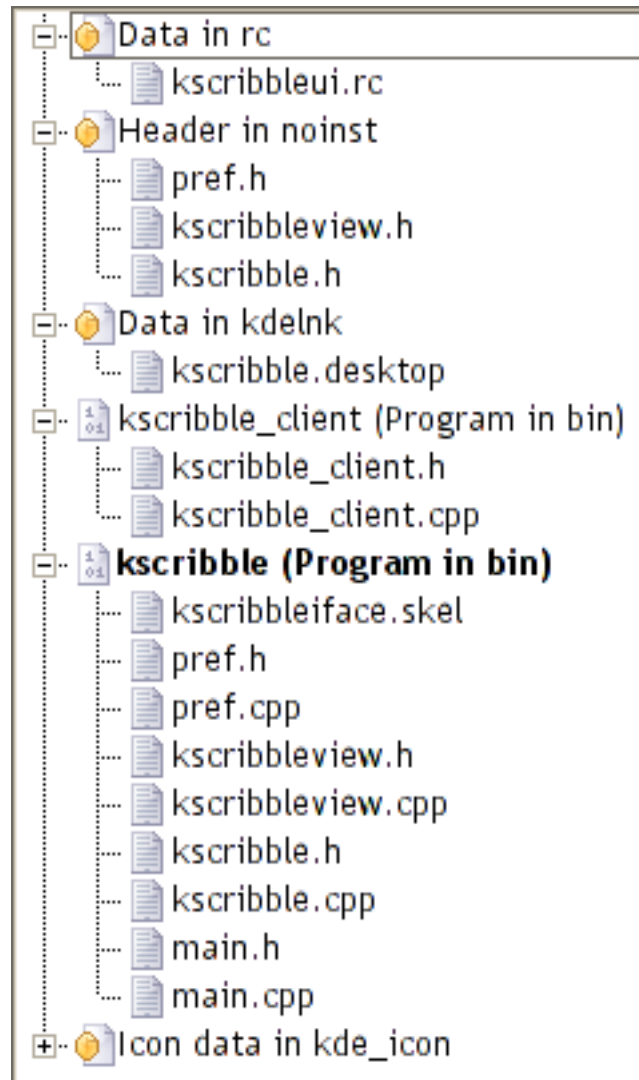 Data in rc
kscribbleui.rc
Header in noinst
pref.h
kscribbleview.h
kscribble.h
Data in kdelnk
kscribble.desktop
kscribble_client (Program in bin)
kscribble_client.h
kscribble_client.cpp
kscribble (Program in bin)
kscribbleiface.skel
pref.h
pref.cpp
kscribbleview.h
kscribbleview.cpp
kscribble.h
kscribble.cpp
main.h
main.cpp
Icon data in kde_icon